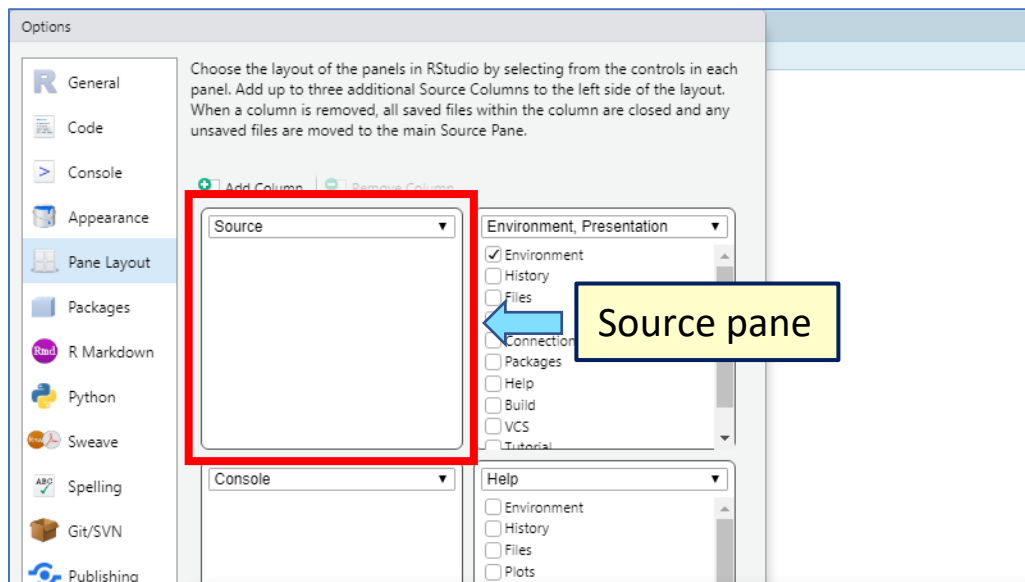 Options
General
Code
Console
Appearance
Pane Layout
Packages
R Markdown
Python
Sweave
Spelling
Git/SVN
Publishing
Choose the layout of the panels in RStudio by selecting from the controls in each
panel. Add up to three additional Source Columns to the left side of the layout.
When a column is removed, all saved files within the column are closed and any
unsaved files are moved to the main Source Pane.
Add Column
Remove Column
Source
Environment, Presentation
Environment
History
Files
Connection
Packages
Help
Build
VCS
Tutorial
Source pane
Console
Help
Environment
History
Files
Plots